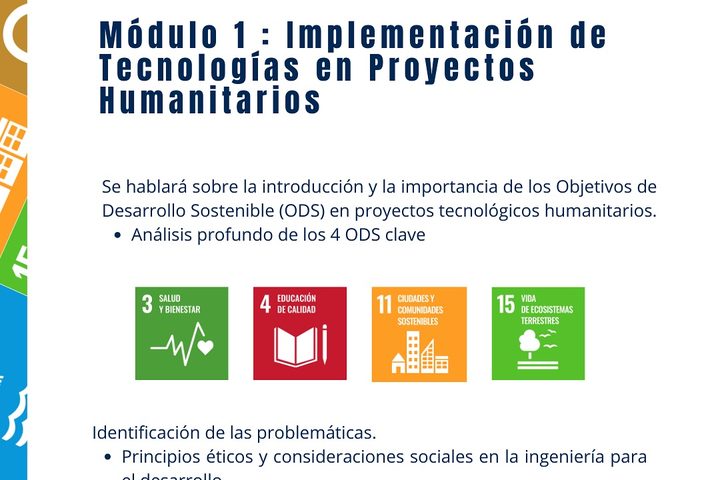 Módulo 1 : Implementación de
Tecnologías en Proyectos
Humanitarios
Se hablará sobre la introducción y la importancia de los Objetivos de
Desarrollo Sostenible (ODS) en proyectos tecnológicos humanitarios.
• Análisis profundo de los 4 ODS clave
3 SALUD
Y BIENESTAR
4 EDUCACIÓN
DE CALIDAD
11 CIUDADES Y
COMUNIDADES
SOSTENIBLES
15 VIDA
DE ECOSISTEMAS
TERRESTRES
15
Identificación de las problemáticas.
• Principios éticos y consideraciones sociales en la ingeniería para
el desarrollo